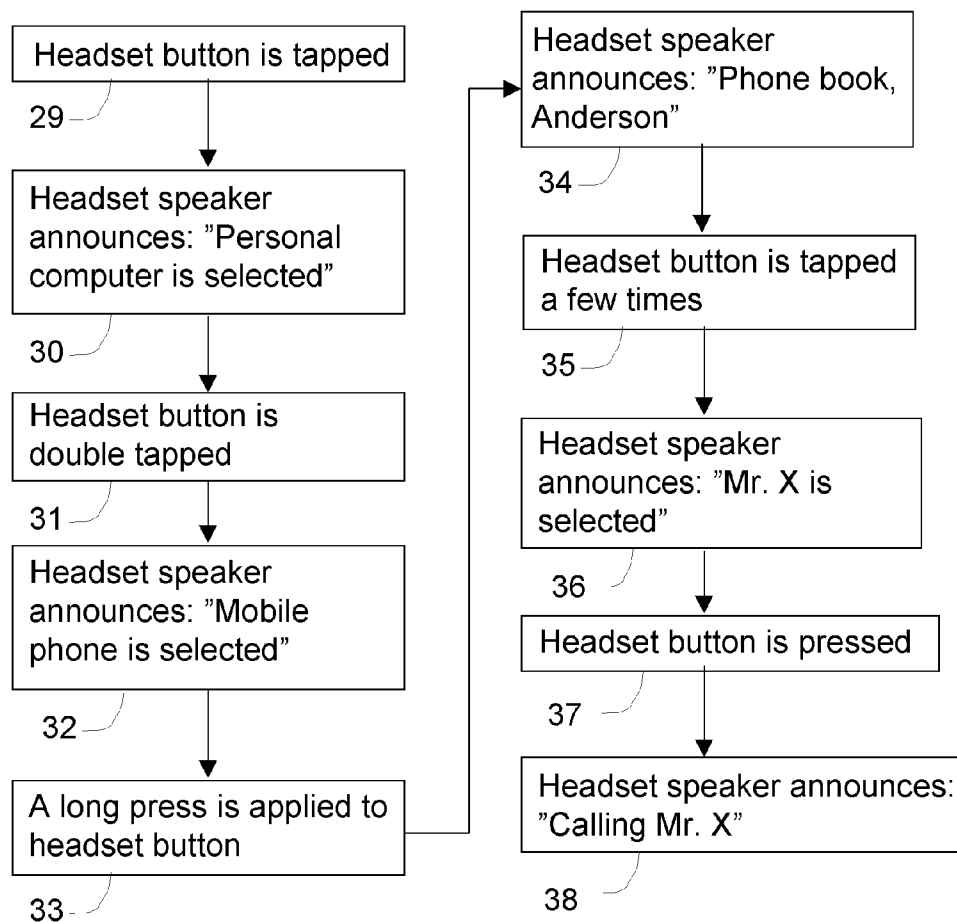 Headset button is tapped
29
Headset speaker
announces: ”Personal
computer is selected”
30
Headset button is
double tapped
31
Headset speaker
announces: ”Mobile
phone is selected”
32
A long press is applied to
headset button
33
Headset speaker
announces: ”Phone book,
Anderson”
34
Headset button is tapped
a few times
35
Headset speaker
announces: ”Mr. X is
selected”
36
Headset button is pressed
37
Headset speaker announces:
”Calling Mr. X”
38